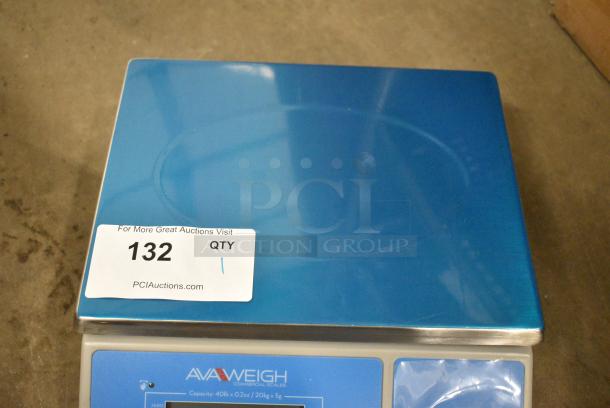 PCI
AUCTION GROUP
For More Great Auctions Visit
132 QTY
1
PCIAuctions.com
AVAWEIGH
COMMERCIAL SCALES
Capacity: 40lb x 0.2oz / 20kg x 5g